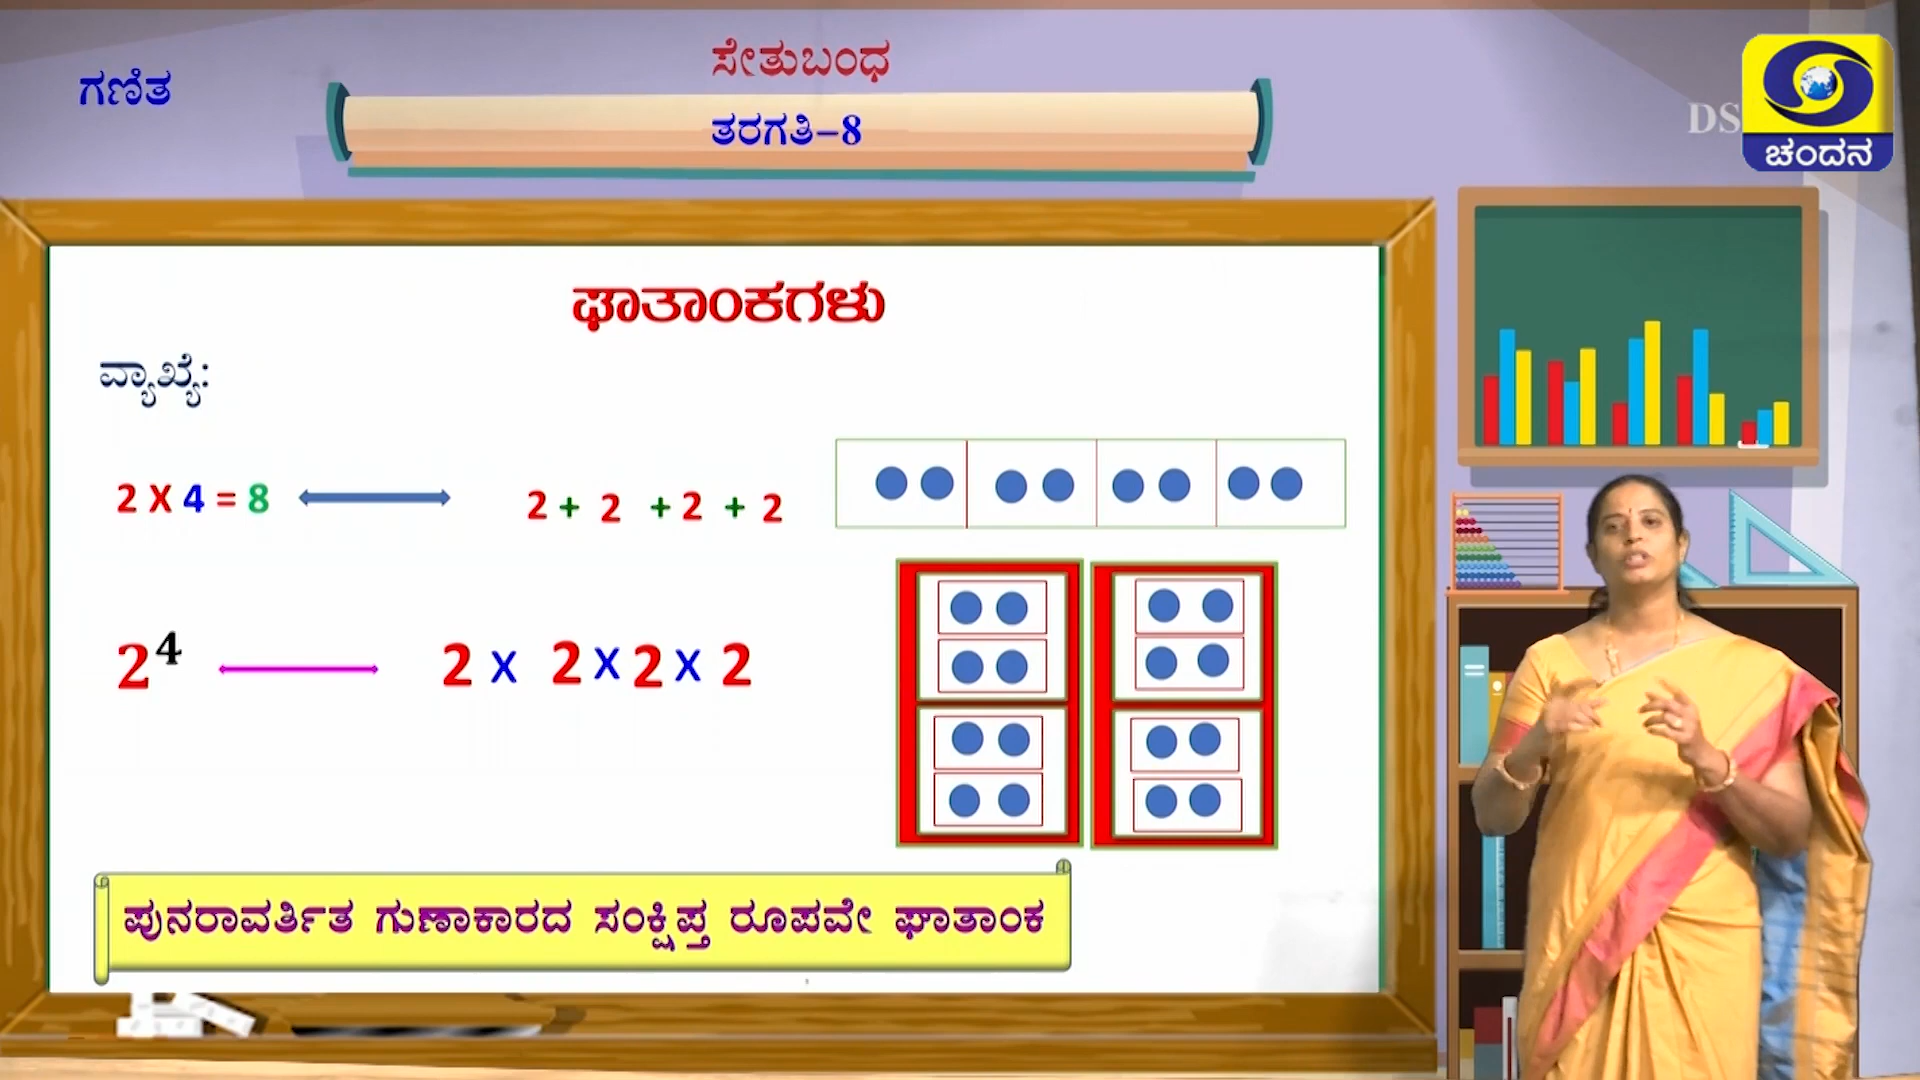 ಗಣಿತ
ಸೇತುಬಂಧ
ತರಗತಿ–8
DS
ಚಂದನ
ಘಾತಾಂಕಗಳು
ವ್ಯಾಖ್ಯೆ:
2 X 4 = 8
2 + 2 + 2 + 2
2⁴
2 x 2 x 2 x 2
ಪುನರಾವರ್ತಿತ ಗುಣಾಕಾರದ ಸಂಕ್ಷಿಪ್ತ ರೂಪವೇ ಘಾತಾಂಕ